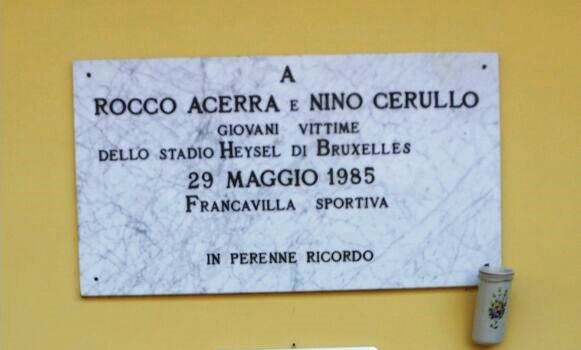 A
ROCCO ACERRA E NINO CERULLO
GIOVANI VITTIME
DELLO STADIO HEYSEL DI BRUXELLES
29 MAGGIO 1985
FRANCAVILLA SPORTIVA
IN PERENNE RICORDO